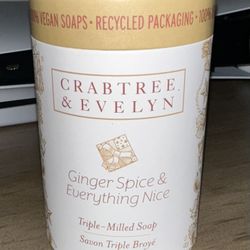 VEGAN SOAPS • RECYCLED PACKAGING • 100%
CRABTREE
& EVELYN
Ginger Spice &
Everything Nice
Triple-Milled Soap
Savon Triple Broyé